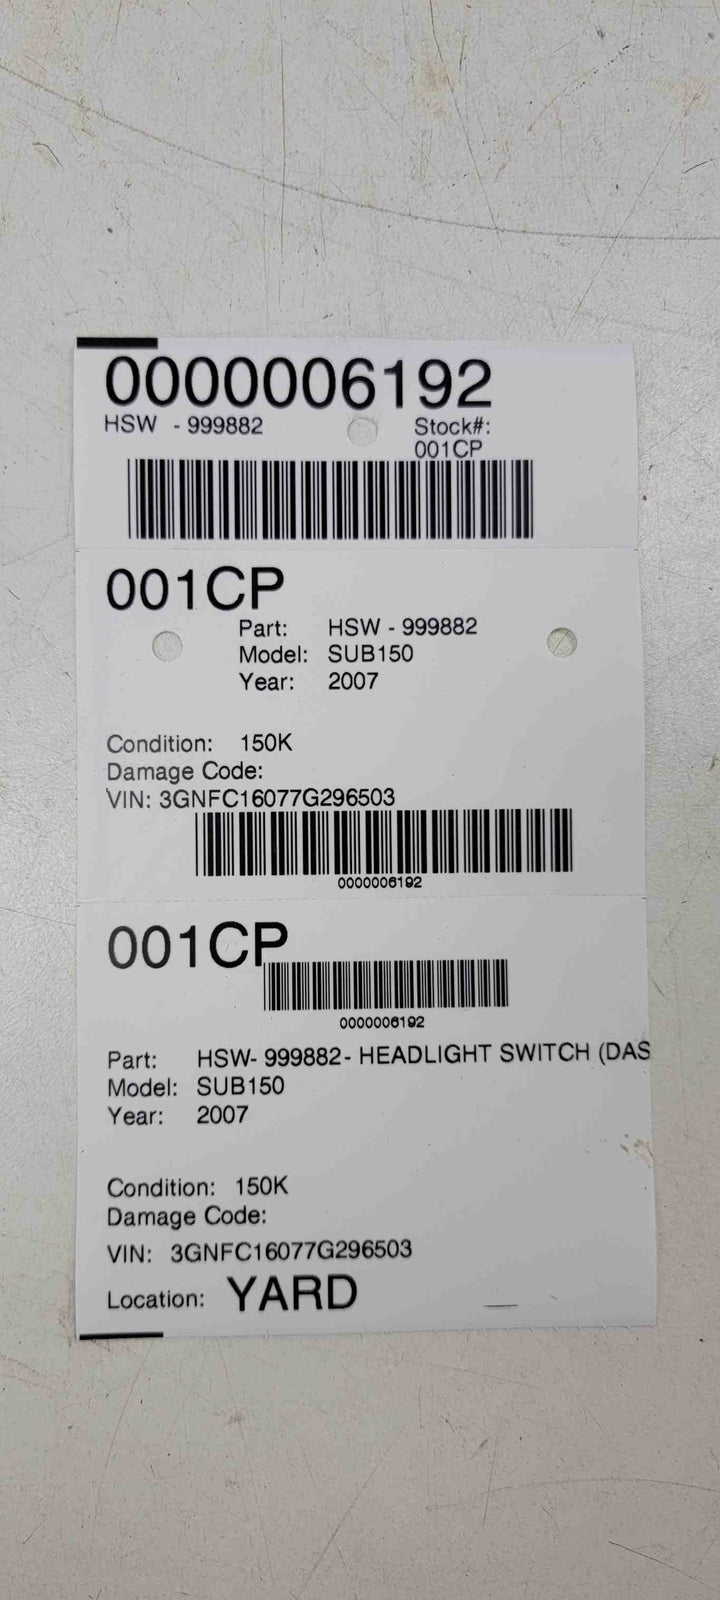 0000006192
HSW - 999882
Stock#:
001CP
001CP
Part: HSW - 999882
Model: SUB150
Year: 2007
Condition: 150K
Damage Code:
VIN: 3GNFC16077G296503
0000006192
001CP
0000006192
Part: HSW- 999882- HEADLIGHT SWITCH (DAS
Model: SUB150
Year: 2007
Condition: 150K
Damage Code:
VIN: 3GNFC16077G296503
Location: YARD